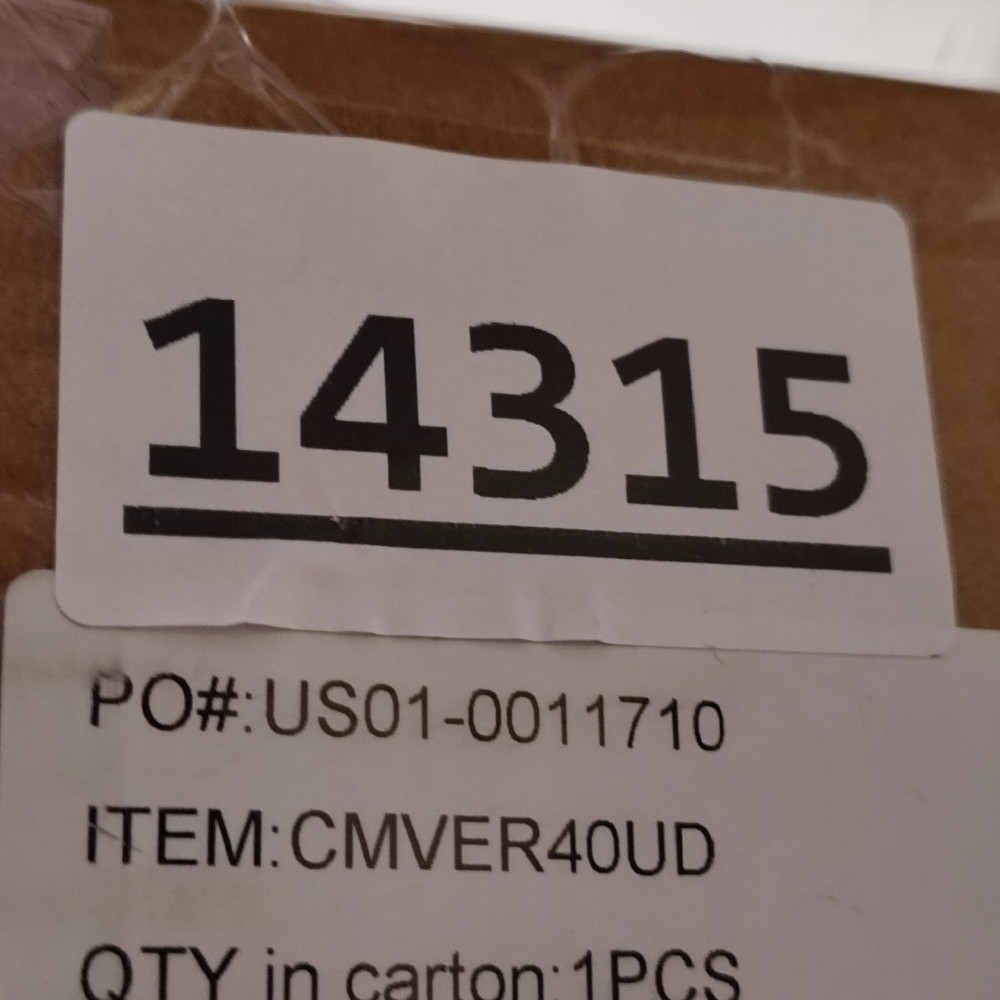 14315
PO#:US01-0011710
ITEM:CMVER40UD
QTY in carton:1PCS